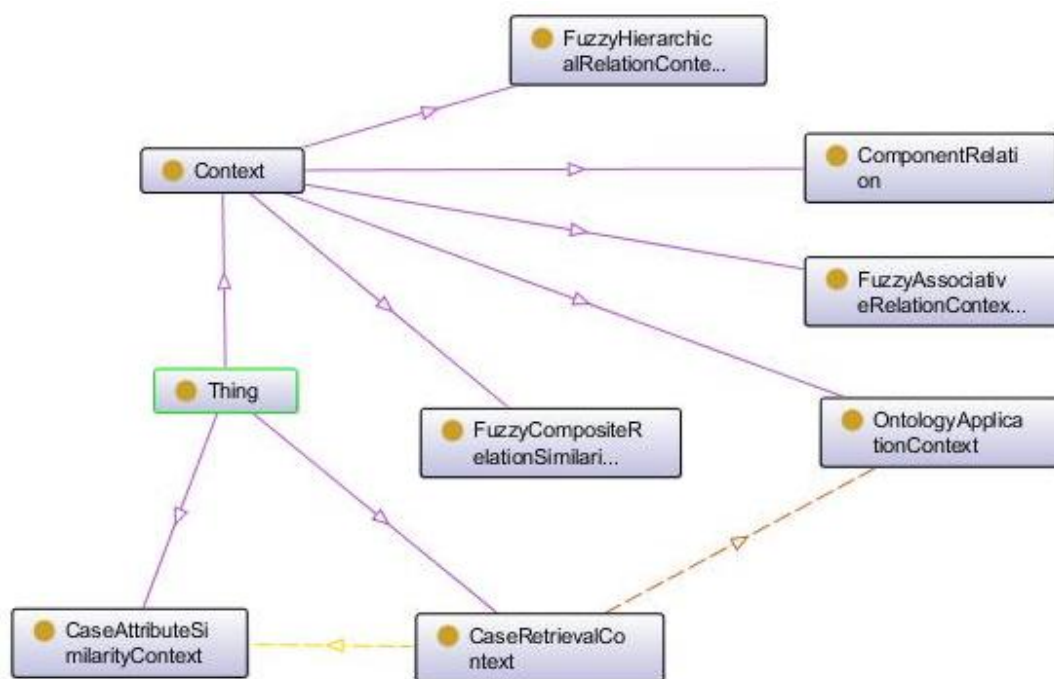 FuzzyHierarchic
alRelationConte...
Context
ComponentRelati
on
FuzzyAssociativ
eRelationContex...
Thing
FuzzyCompositeR
elationSimilari...
OntologyApplica
tionContext
CaseAttributeSi
milarityContext
CaseRetrievalCo
ntext